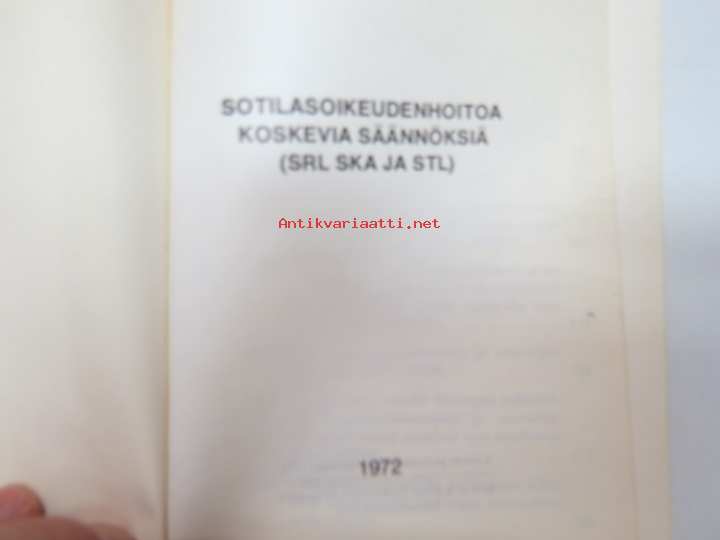 SOTILASOIKEUDENHOITOA
KOSKEVIA SÄÄNNÖKSIÄ
(SRL SKA JA STL)
Antikvariaatti.net
1972